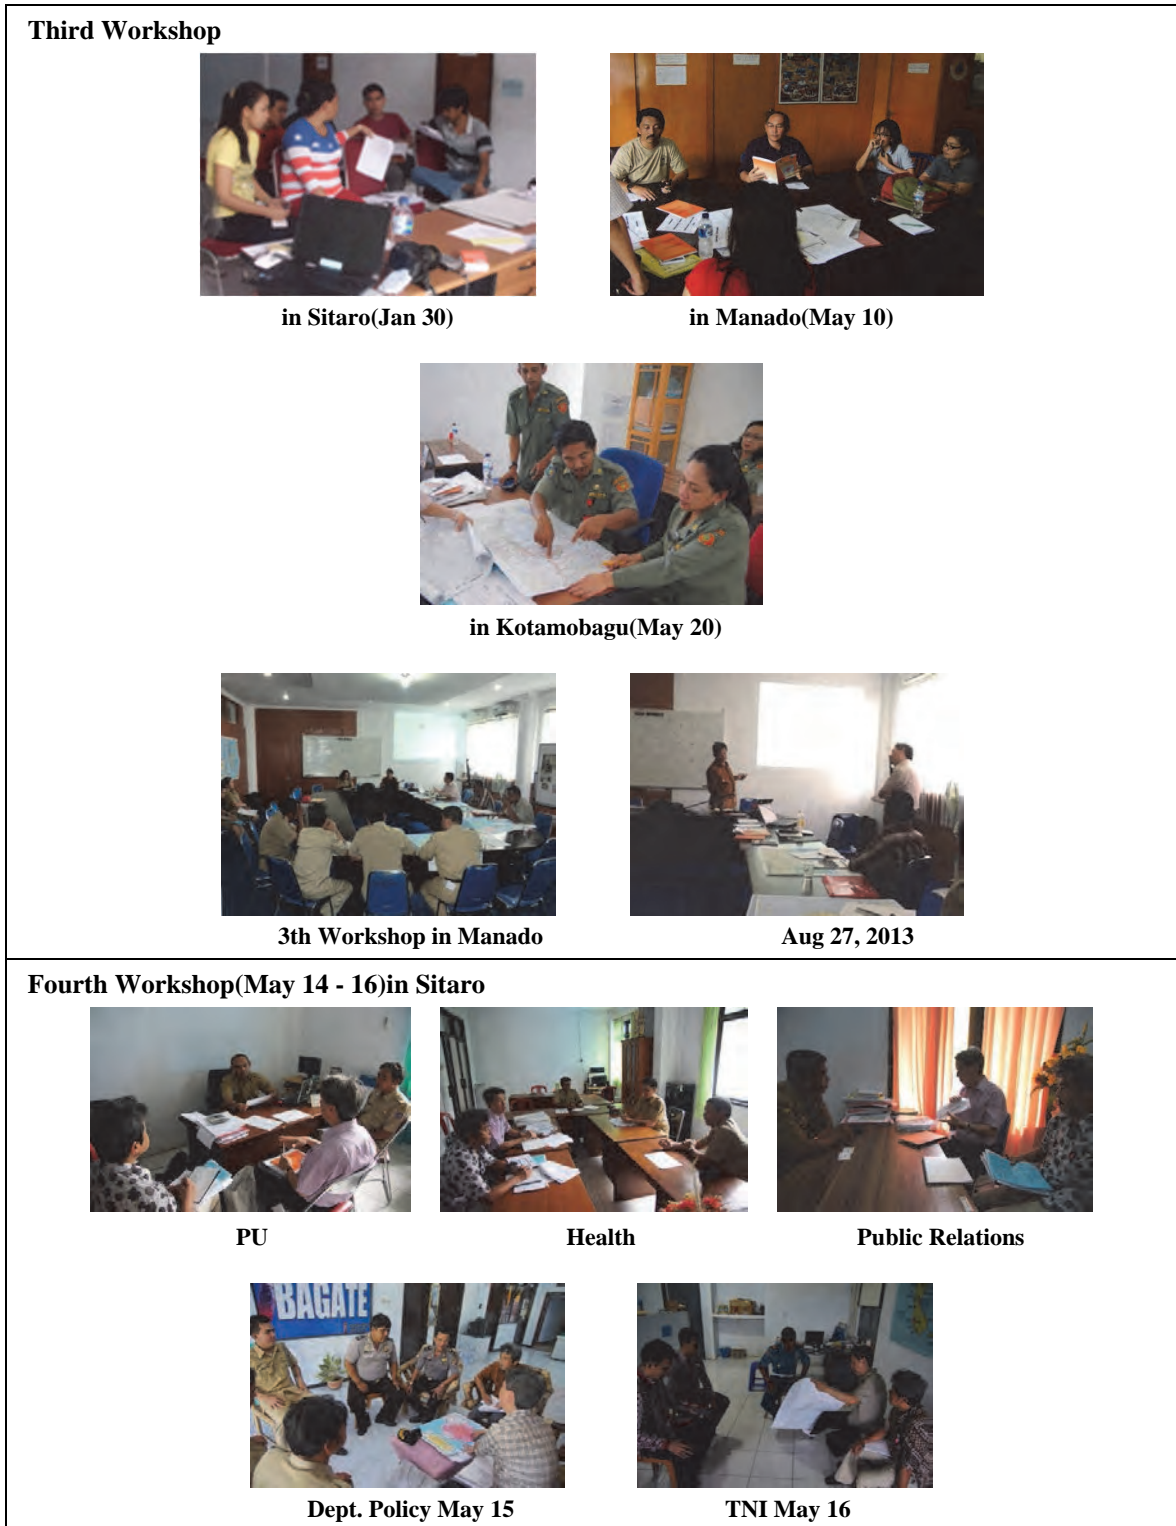 Third Workshop
in Sitaro(Jan 30)
in Manado(May 10)
in Kotamobagu(May 20)
3th Workshop in Manado
Aug 27, 2013
Fourth Workshop(May 14 - 16)in Sitaro
PU
Health
Public Relations
BAGATE
Dept. Policy May 15
TNI May 16